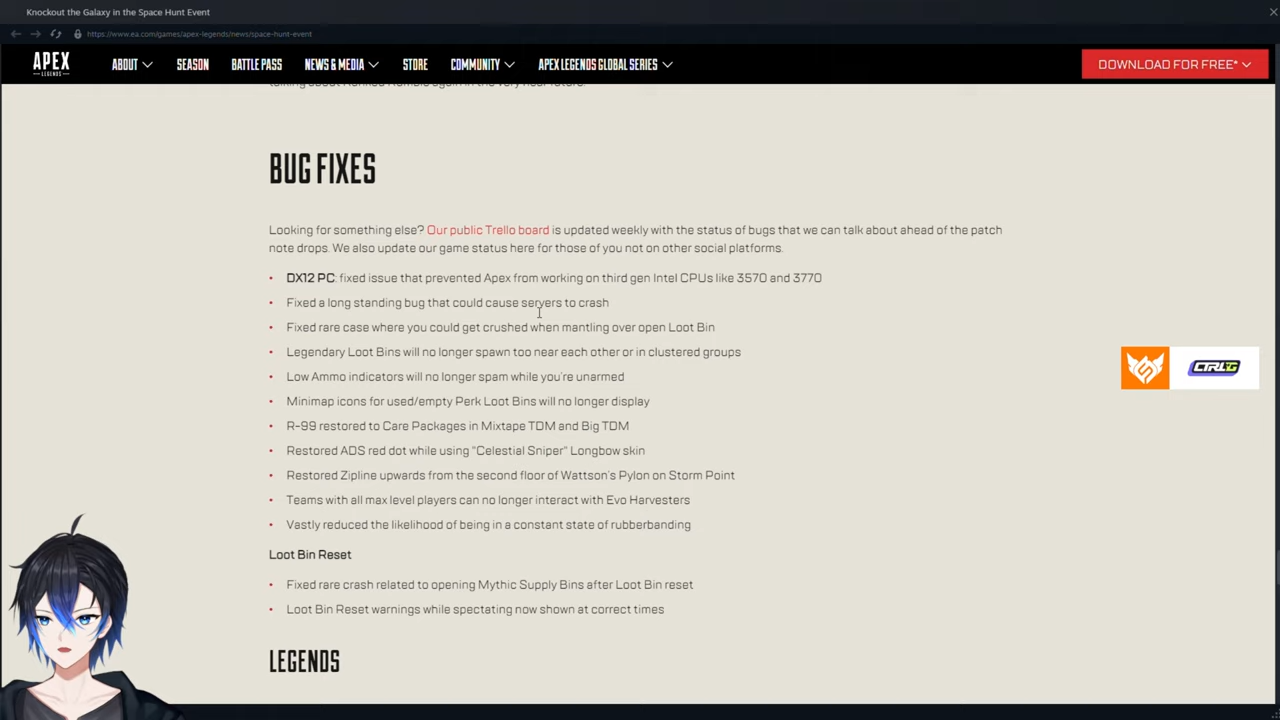 Knockout the Galaxy in the Space Hunt Event
https://www.ea.com/games/apex-legends/news/space-hunt-event
APEX
LEGENDS
ABOUT
SEASON
BATTLE PASS
NEWS & MEDIA
STORE
COMMUNITY
APEX LEGENDS GLOBAL SERIES
DOWNLOAD FOR FREE*
BUG FIXES
Looking for something else? Our public Trello board is updated weekly with the status of bugs that we can talk about ahead of the patch
note drops. We also update our game status here for those of you not on other social platforms.
• DX12 PC: fixed issue that prevented Apex from working on third gen Intel CPUs like 3570 and 3770
• Fixed a long standing bug that could cause servers to crash
• Fixed rare case where you could get crushed when mantling over open Loot Bin
• Legendary Loot Bins will no longer spawn too near each other or in clustered groups
• Low Ammo indicators will no longer spam while you're unarmed
• Minimap icons for used/empty Perk Loot Bins will no longer display
• R-99 restored to Care Packages in Mixtape TDM and Big TDM
• Restored ADS red dot while using "Celestial Sniper" Longbow skin
• Restored Zipline upwards from the second floor of Wattson's Pylon on Storm Point
• Teams with all max level players can no longer interact with Evo Harvesters
• Vastly reduced the likelihood of being in a constant state of rubberbanding
Loot Bin Reset
• Fixed rare crash related to opening Mythic Supply Bins after Loot Bin reset
• Loot Bin Reset warnings while spectating now shown at correct times
LEGENDS
CTRLG